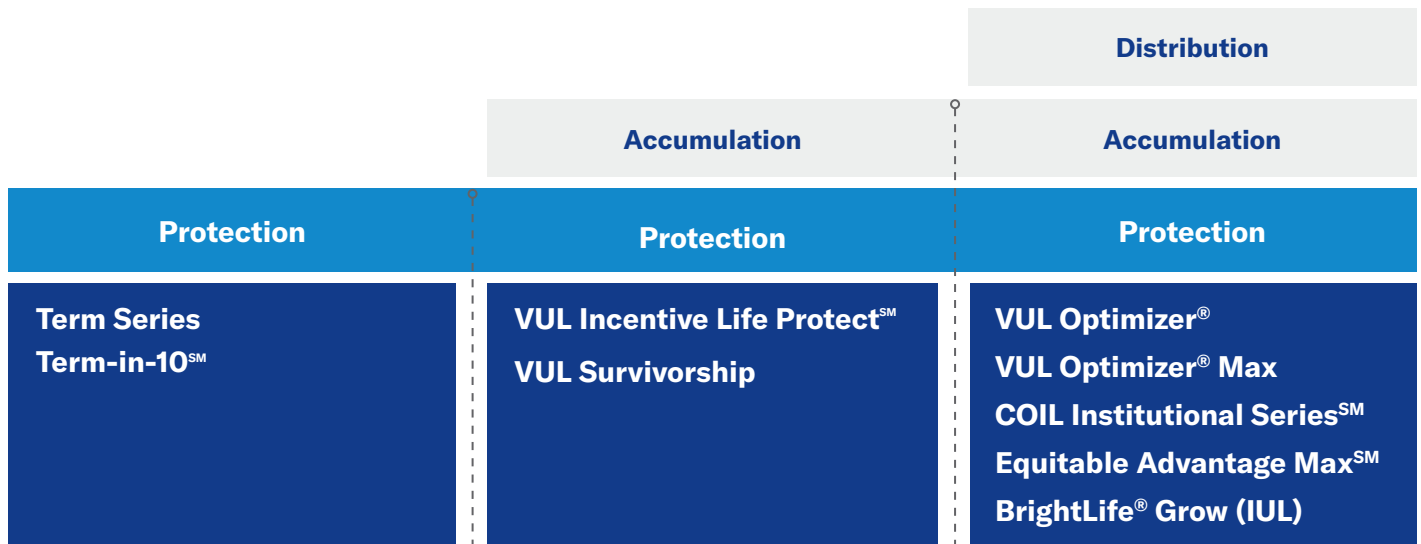 Distribution
Accumulation
Accumulation
Protection
Protection
Protection
Term Series
Term-in-10℠
VUL Incentive Life Protect℠
VUL Survivorship
VUL Optimizer®
VUL Optimizer® Max
COIL Institutional Series℠
Equitable Advantage Max℠
BrightLife® Grow (IUL)